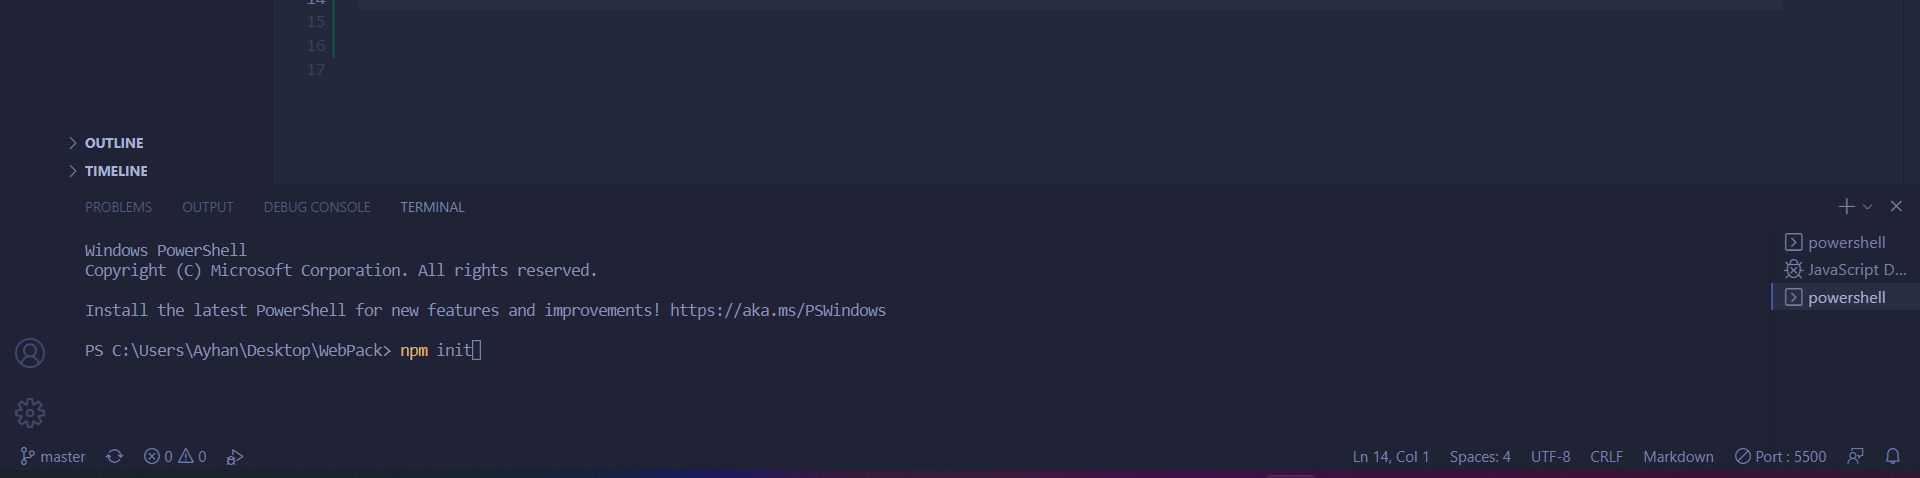 14
15
16
17
OUTLINE
TIMELINE
PROBLEMS OUTPUT DEBUG CONSOLE TERMINAL
Windows PowerShell
Copyright (C) Microsoft Corporation. All rights reserved.
Install the latest PowerShell for new features and improvements! https://aka.ms/PSWindows
PS C:\Users\Ayhan\Desktop\WebPack> npm init
powershell
JavaScript D...
powershell
master 0 0 Ln 14, Col 1 Spaces: 4 UTF-8 CRLF Markdown Port : 5500